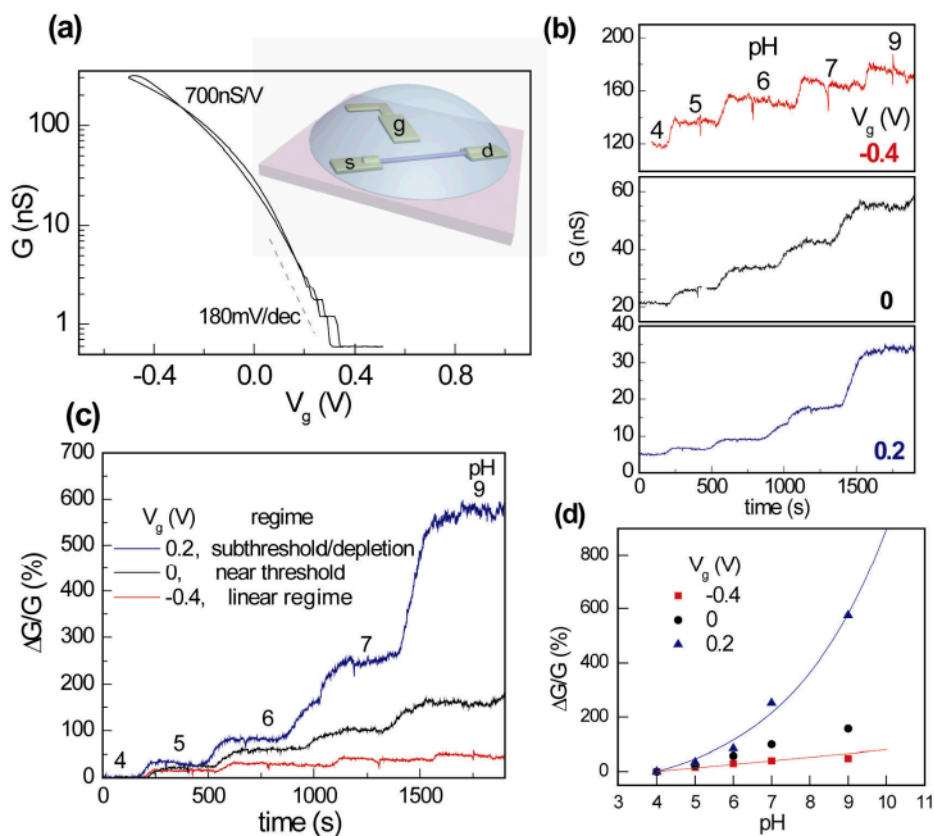 (a)
700nS/V
g
s
d
180mV/dec
100
10
1
G (nS)
-0.4
0.0
0.4
0.8
Vg (V)
(b)
pH
4
5
6
7
9
Vg (V)
-0.4
200
160
120
60
40
20
G (nS)
0
40
30
20
10
0
0.2
0
500
1000
1500
time (s)
(c)
700
600
500
400
300
200
100
0
ΔG/G (%)
pH
9
Vg (V) regime
0.2, subthreshold/depletion
0, near threshold
-0.4, linear regime
4
5
6
7
0
500
1000
1500
time (s)
(d)
800
600
400
200
0
ΔG/G (%)
Vg (V)
-0.4
0
0.2
3
4
5
6
7
8
9
10
11
pH